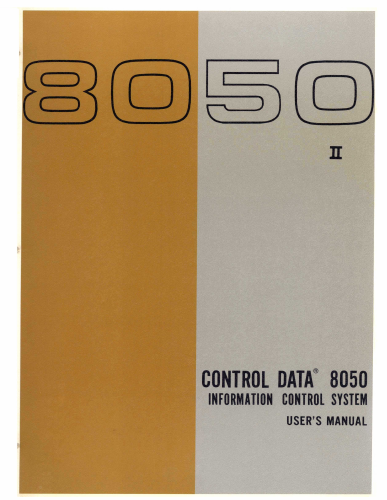 8050
II
CONTROL DATA® 8050
INFORMATION CONTROL SYSTEM
USER'S MANUAL